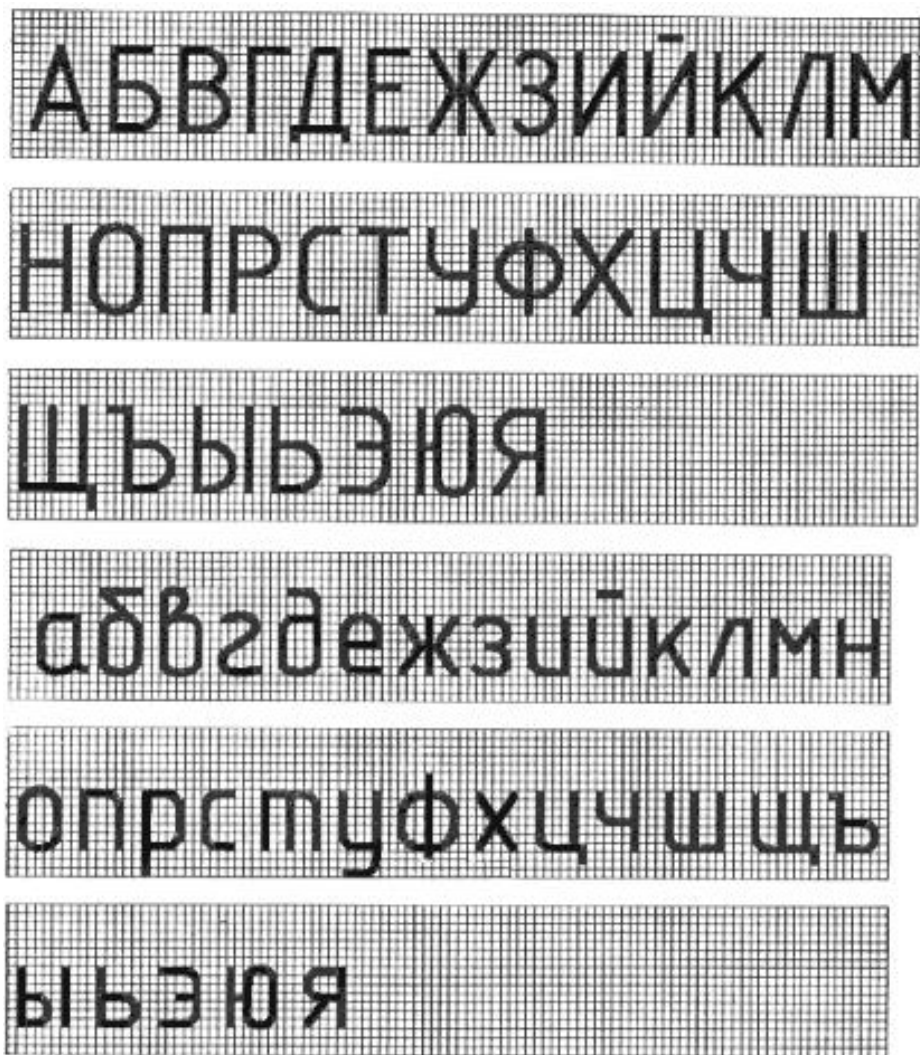 АБВГДЕЖЗИЙКЛМ
НОПРСТУФХЦЧШ
ЩЪЫЬЭЮЯ
абвгдежзийклмн
опрстуфхцчшщъ
ыьэюя